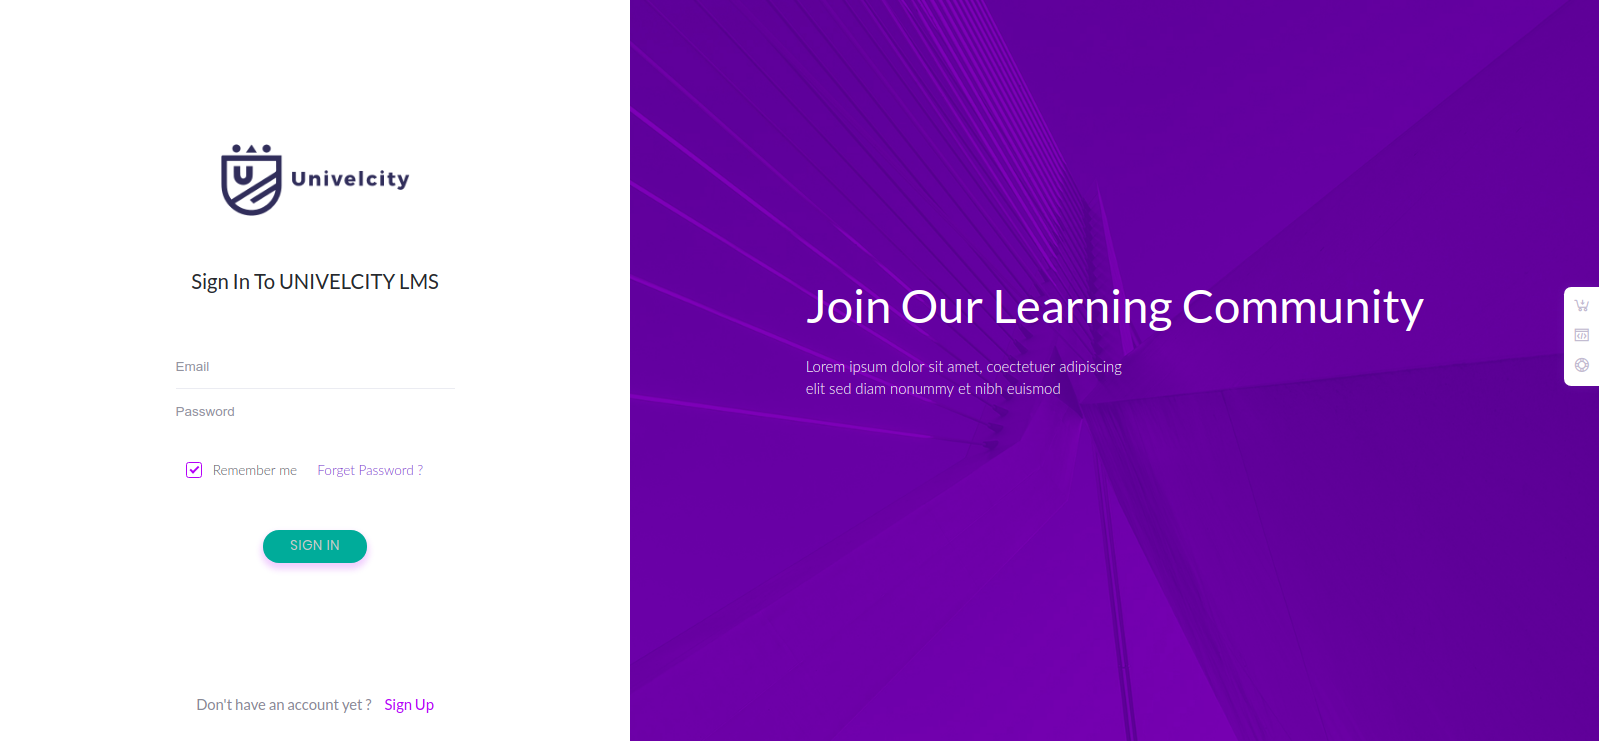 U Univelcity
Sign In To UNIVELCITY LMS
Email
Password
Remember me Forget Password ?
SIGN IN
Don't have an account yet ? Sign Up
Join Our Learning Community
Lorem ipsum dolor sit amet, coectetuer adipiscing
elit sed diam nonummy et nibh euismod